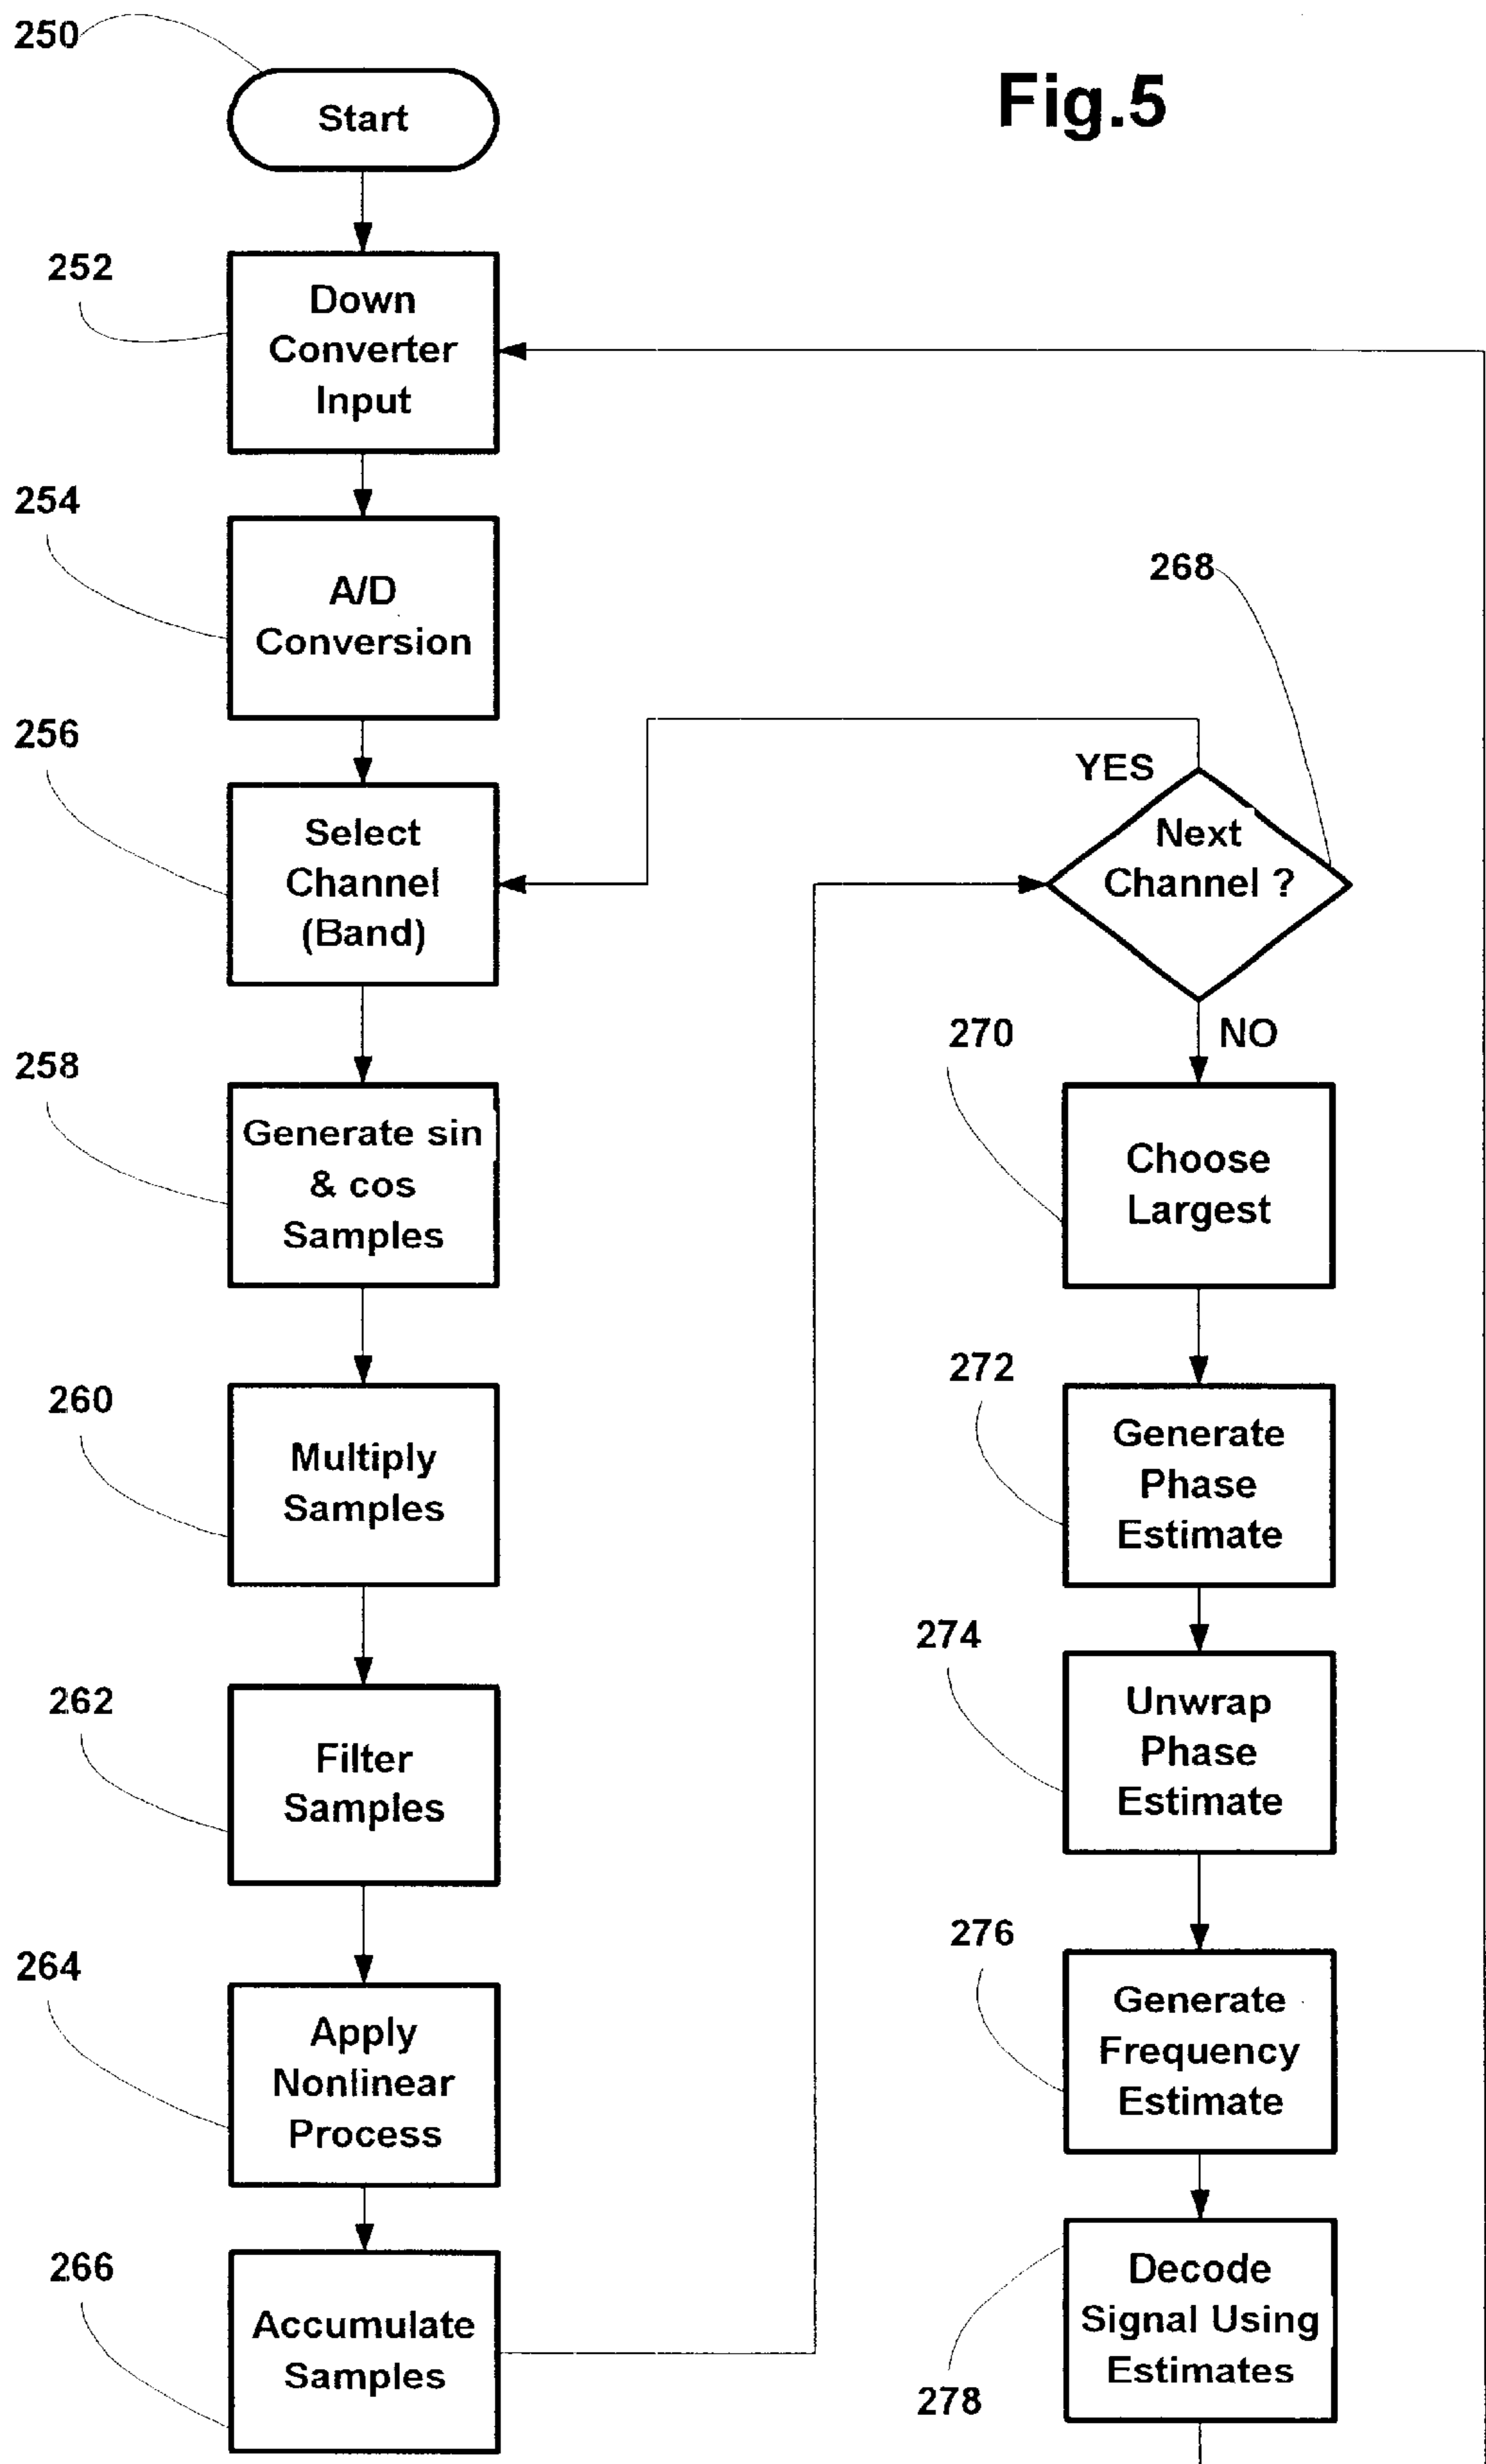 Fig.5
250
Start
252
Down
Converter
Input
254
A/D
Conversion
256
Select
Channel
(Band)
258
Generate sin
& cos
Samples
260
Multiply
Samples
262
Filter
Samples
264
Apply
Nonlinear
Process
266
Accumulate
Samples
268
YES
Next
Channel ?
NO
270
Choose
Largest
272
Generate
Phase
Estimate
274
Unwrap
Phase
Estimate
276
Generate
Frequency
Estimate
278
Decode
Signal Using
Estimates